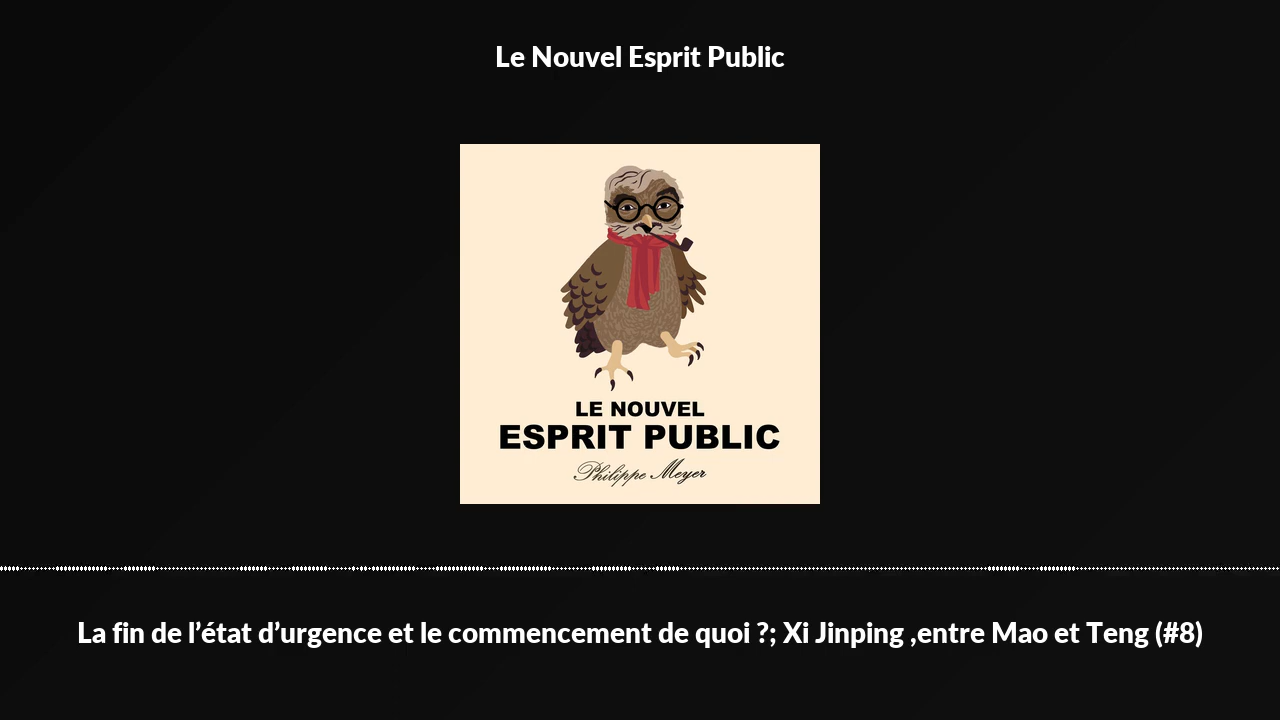 Le Nouvel Esprit Public
LE NOUVEL
ESPRIT PUBLIC
Philippe Meyer
La fin de l’état d’urgence et le commencement de quoi ?; Xi Jinping ,entre Mao et Teng (#8)